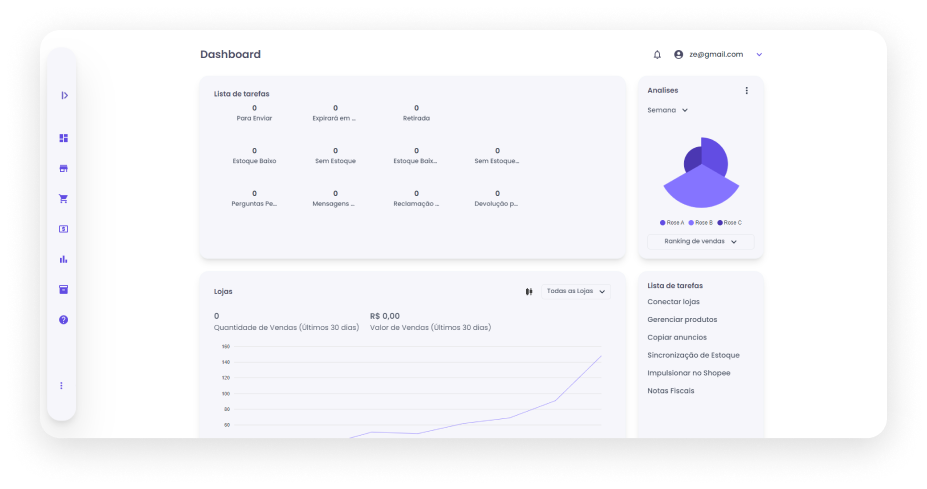 Dashboard
ze@gmail.com
Lista de tarefas
0 0 0
Para Enviar Expirará em ... Retirada
0 0 0 0
Estoque Baixo Sem Estoque Estoque Baix... Sem Estoque...
0 0 0 0
Perguntas Pe... Mensagens ... Reclamação ... Devolução p...
Analises
Semana
Rose A Rose B Rose C
Ranking de vendas
Lojas
Todas as Lojas
0 R$ 0,00
Quantidade de Vendas (Últimos 30 dias) Valor de Vendas (Últimos 30 dias)
160
140
120
100
80
60
Lista de tarefas
Conectar lojas
Gerenciar produtos
Copiar anuncios
Sincronização de Estoque
Impulsionar no Shopee
Notas Fiscais